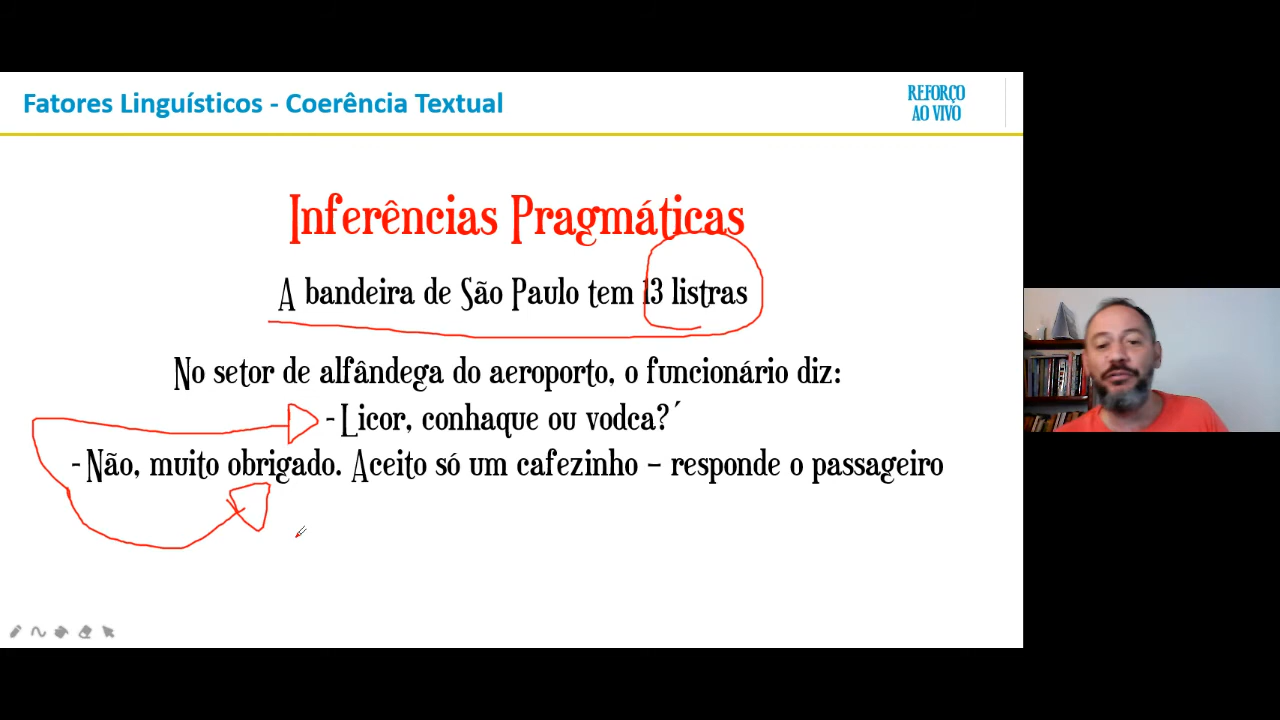 Fatores Linguísticos - Coerência Textual
REFORÇO
AO VIVO
Inferências Pragmáticas
A bandeira de São Paulo tem 13 listras
No setor de alfândega do aeroporto, o funcionário diz:
- Licor, conhaque ou vodca?´
- Não, muito obrigado. Aceito só um cafezinho – responde o passageiro